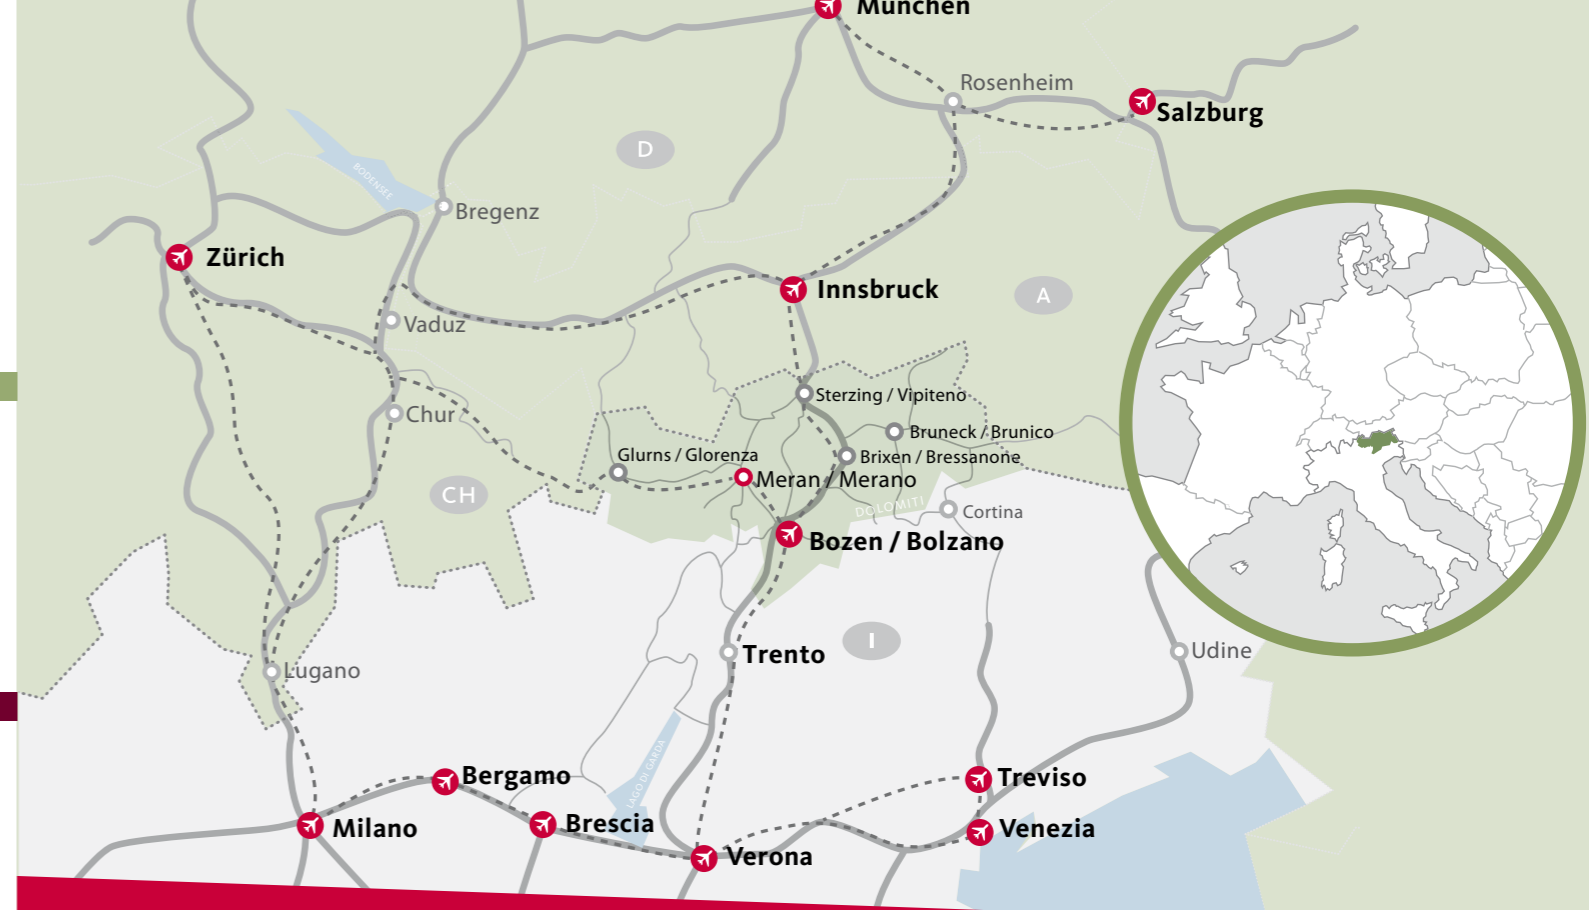 München
Rosenheim
Salzburg
D
BODENSEE
Bregenz
Zürich
Innsbruck
A
Vaduz
Sterzing / Vipiteno
Chur
Bruneck / Brunico
Glurns / Glorenza
Brixen / Bressanone
Meran / Merano
CH
DOLOMITI
Cortina
Bozen / Bolzano
I
Trento
Udine
Lugano
LAGO DI GARDA
Bergamo
Treviso
Milano
Brescia
Venezia
Verona